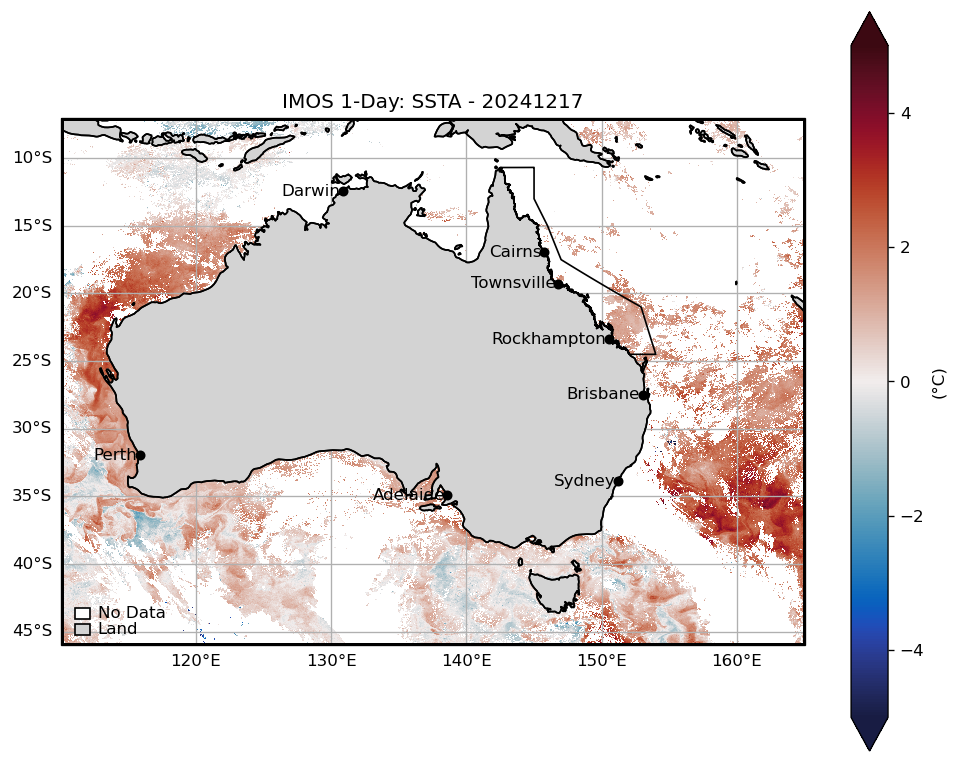 IMOS 1-Day: SSTA - 20241217
10°S
15°S
20°S
25°S
30°S
35°S
40°S
45°S
Darwin
Cairns
Townsville
Rockhampton
Brisbane
Perth
Sydney
Adelaide
No Data
Land
120°E
130°E
140°E
150°E
160°E
4
2
0
−2
−4
(°C)